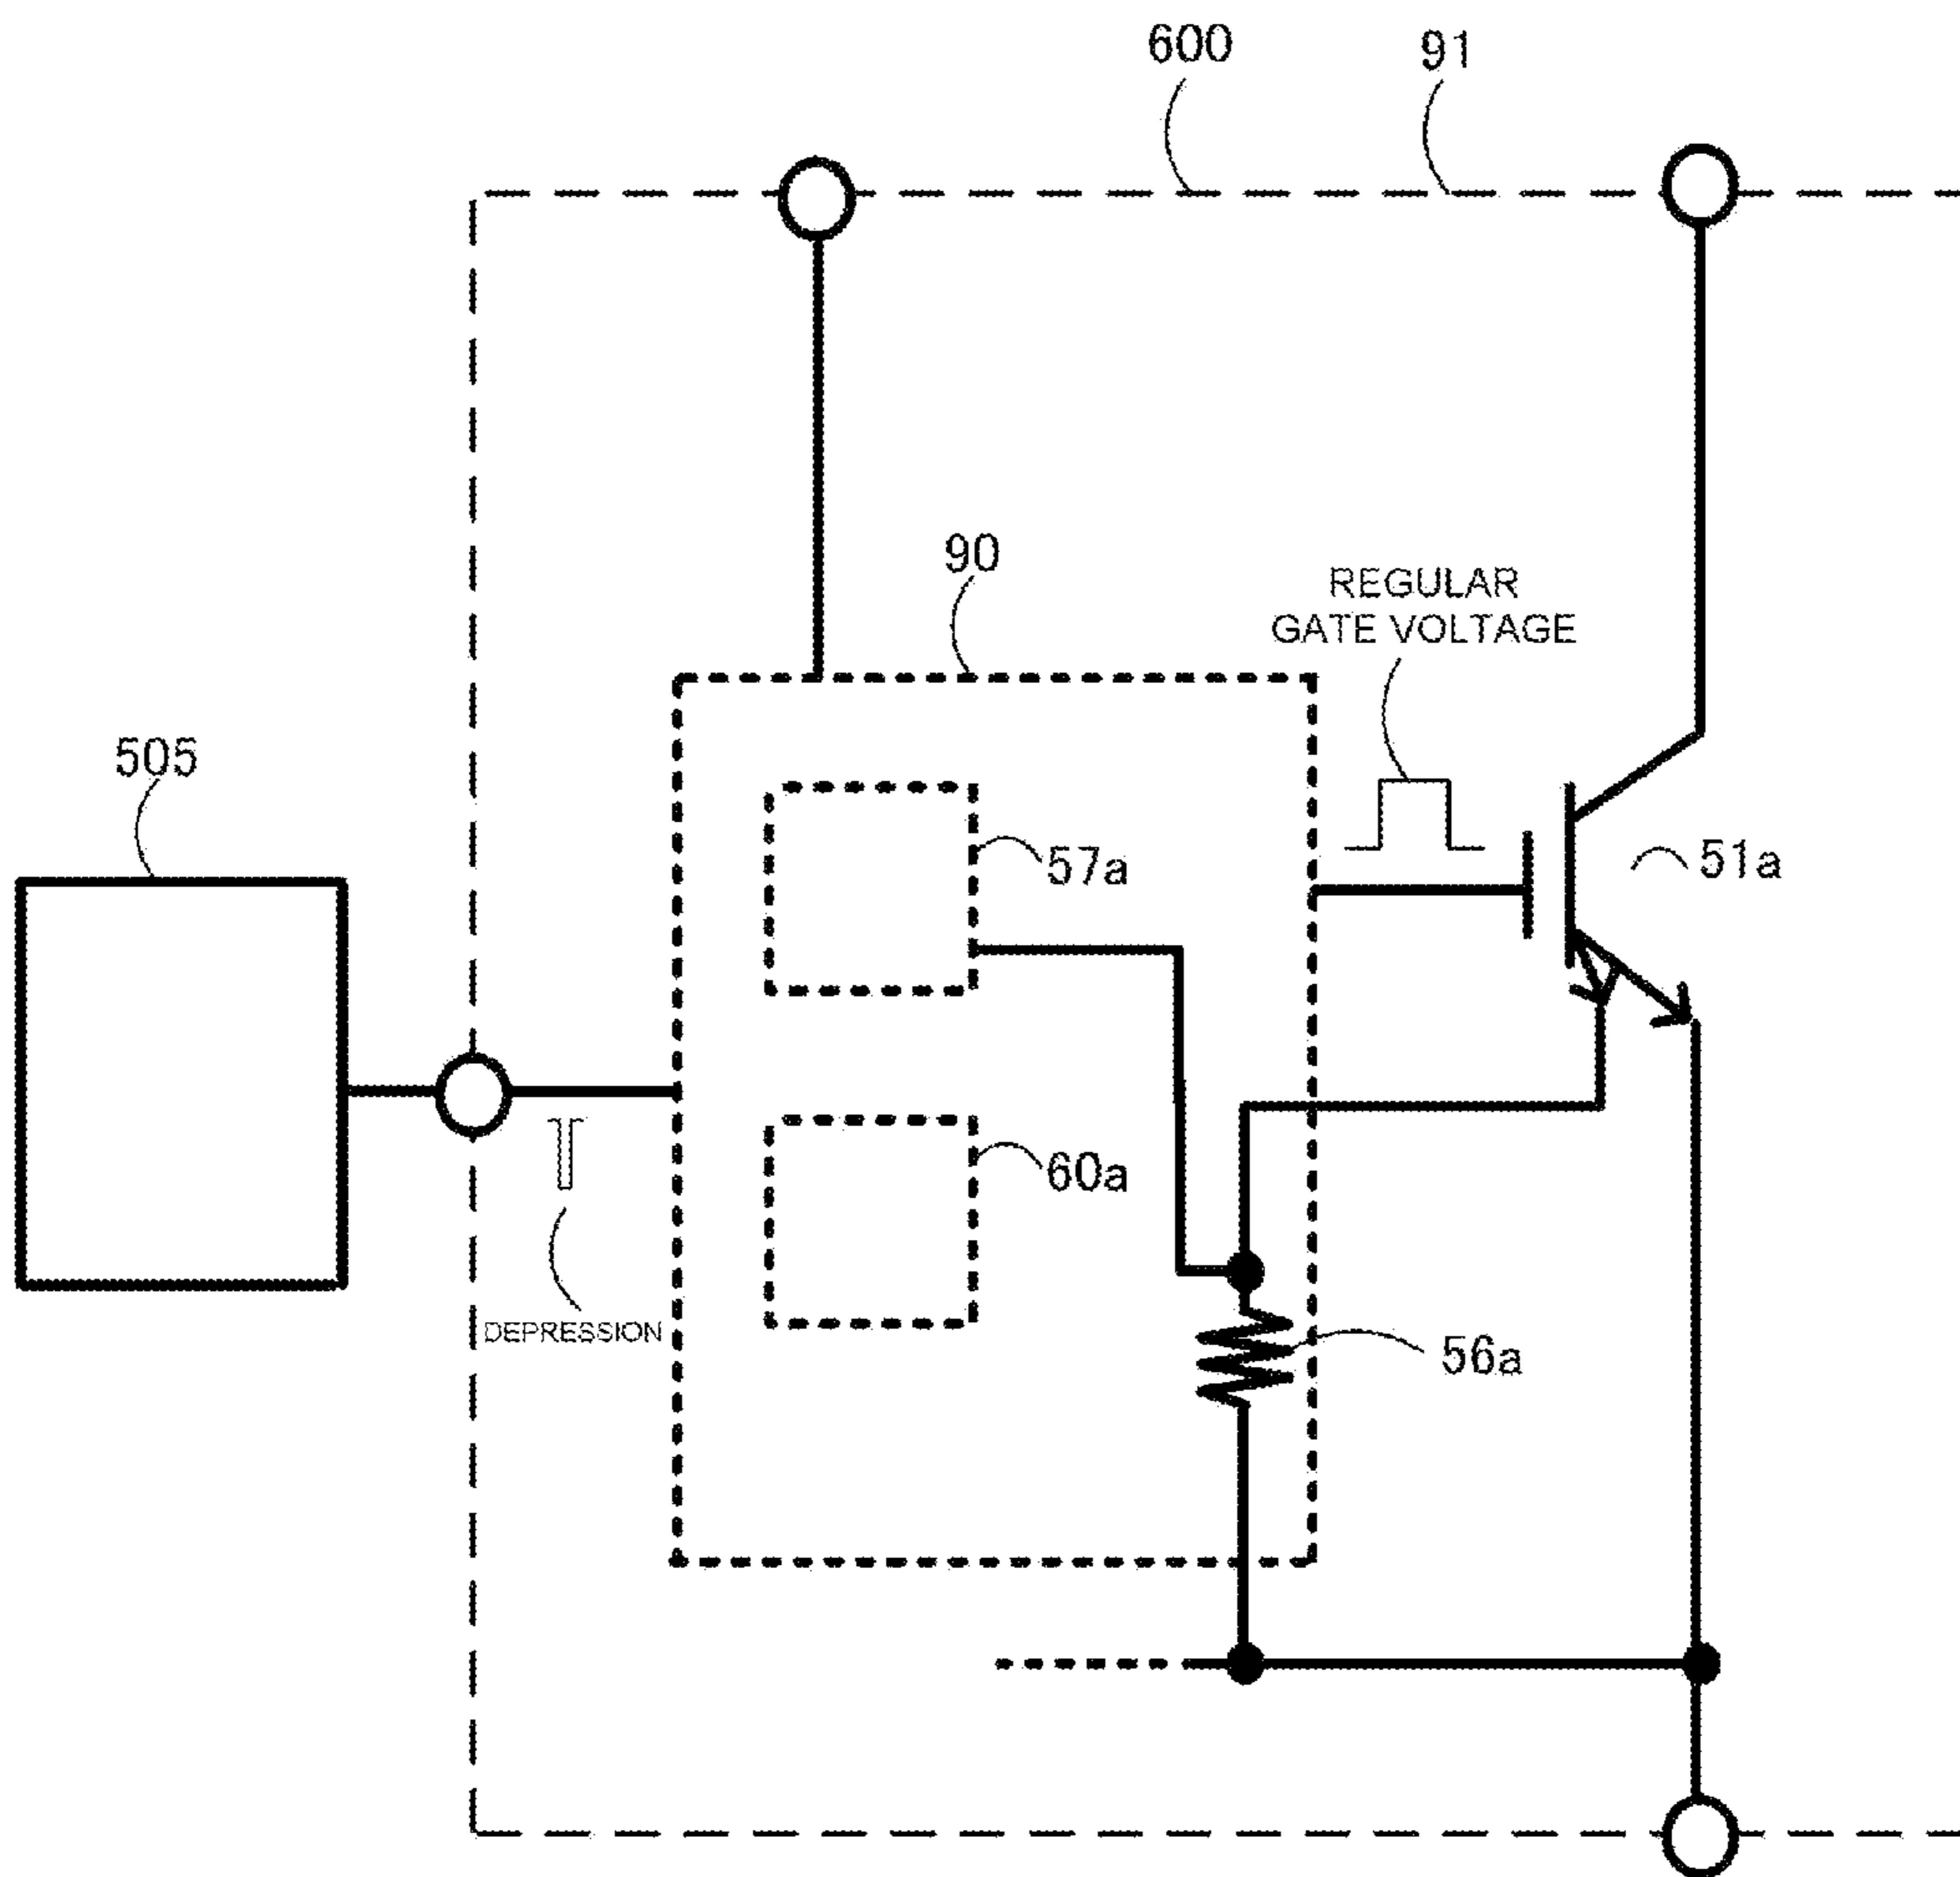 600
91
90
REGULAR
GATE VOLTAGE
505
57a
51a
60a
DEPRESSION
56a